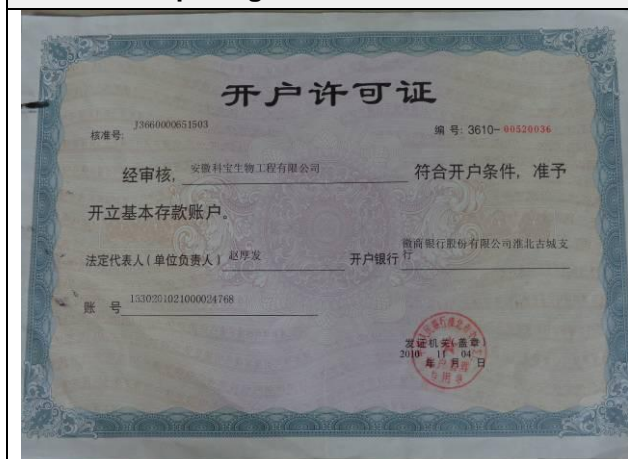 开户许可证
核准号: J3660000651503
编 号: 3610-00520036
经审核, 安徽科宝生物工程有限公司 符合开户条件, 准予
开立基本存款账户。
法定代表人(单位负责人) 赵厚发 开户银行 徽商银行股份有限公司淮北古城支
行
账 号 1530201021000024768
发证机关(盖章)
2010 11 04
年 月 日